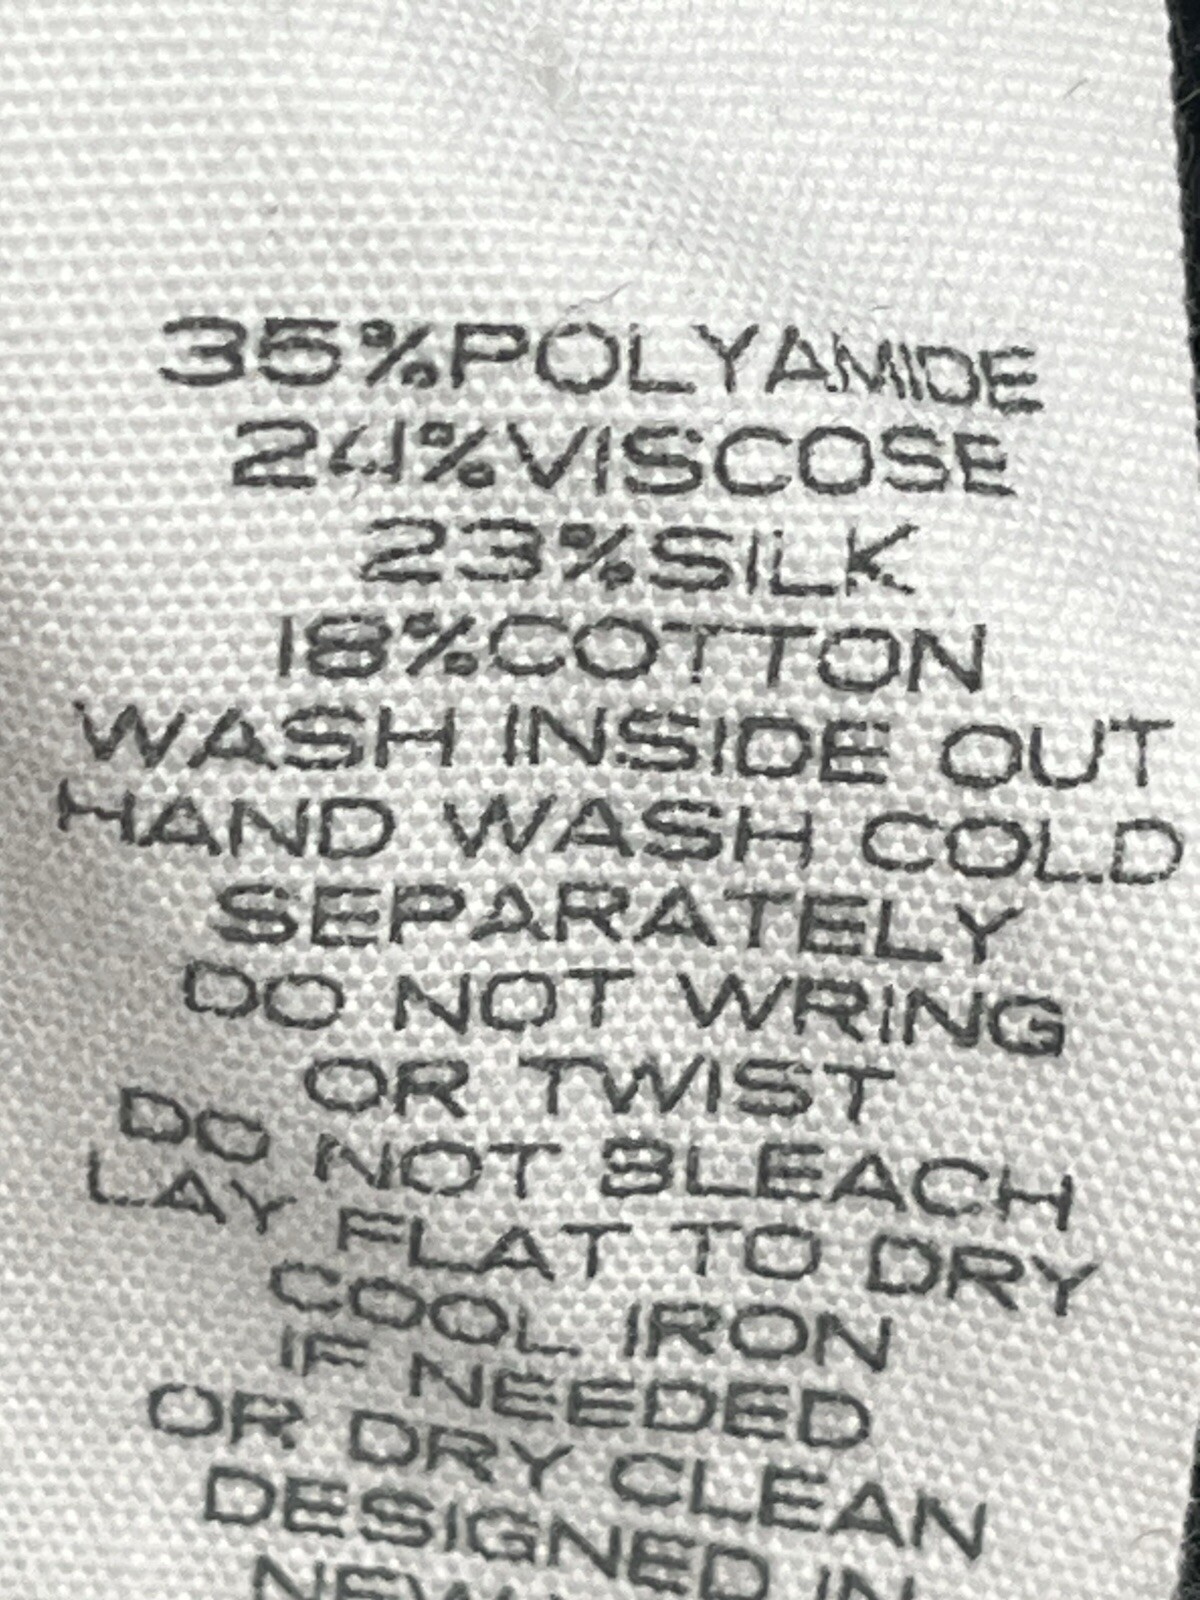 35%POLYAMIDE
24%VISCOSE
23%SILK
18%COTTON
WASH INSIDE OUT
HAND WASH COLD
SEPARATELY
DO NOT WRING
OR TWIST
DO NOT BLEACH
LAY FLAT TO DRY
COOL IRON
IF NEEDED
OR DRY CLEAN
DESIGNED IN
NEW